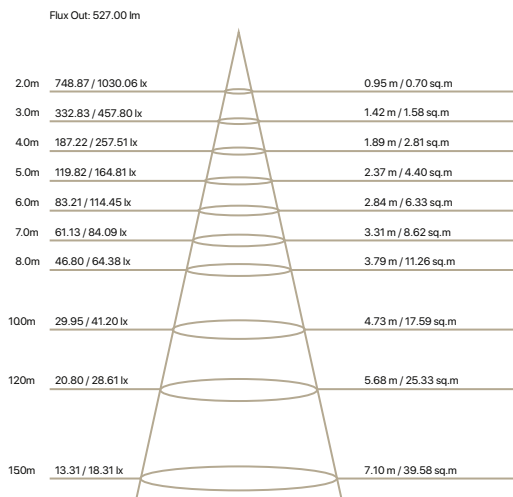 Flux Out: 527.00 lm
2.0m 748.87 / 1030.06 lx 0.95 m / 0.70 sq.m
3.0m 332.83 / 457.80 lx 1.42 m / 1.58 sq.m
4.0m 187.22 / 257.51 lx 1.89 m / 2.81 sq.m
5.0m 119.82 / 164.81 lx 2.37 m / 4.40 sq.m
6.0m 83.21 / 114.45 lx 2.84 m / 6.33 sq.m
7.0m 61.13 / 84.09 lx 3.31 m / 8.62 sq.m
8.0m 46.80 / 64.38 lx 3.79 m / 11.26 sq.m
100m 29.95 / 41.20 lx 4.73 m / 17.59 sq.m
120m 20.80 / 28.61 lx 5.68 m / 25.33 sq.m
150m 13.31 / 18.31 lx 7.10 m / 39.58 sq.m